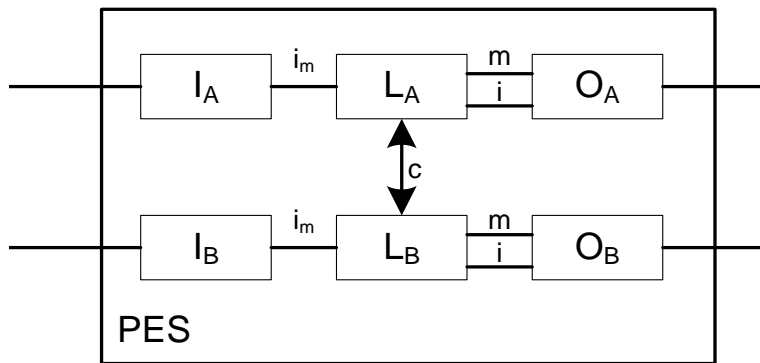 i_m m
I_A L_A i O_A
c
i_m m
I_B L_B i O_B
PES